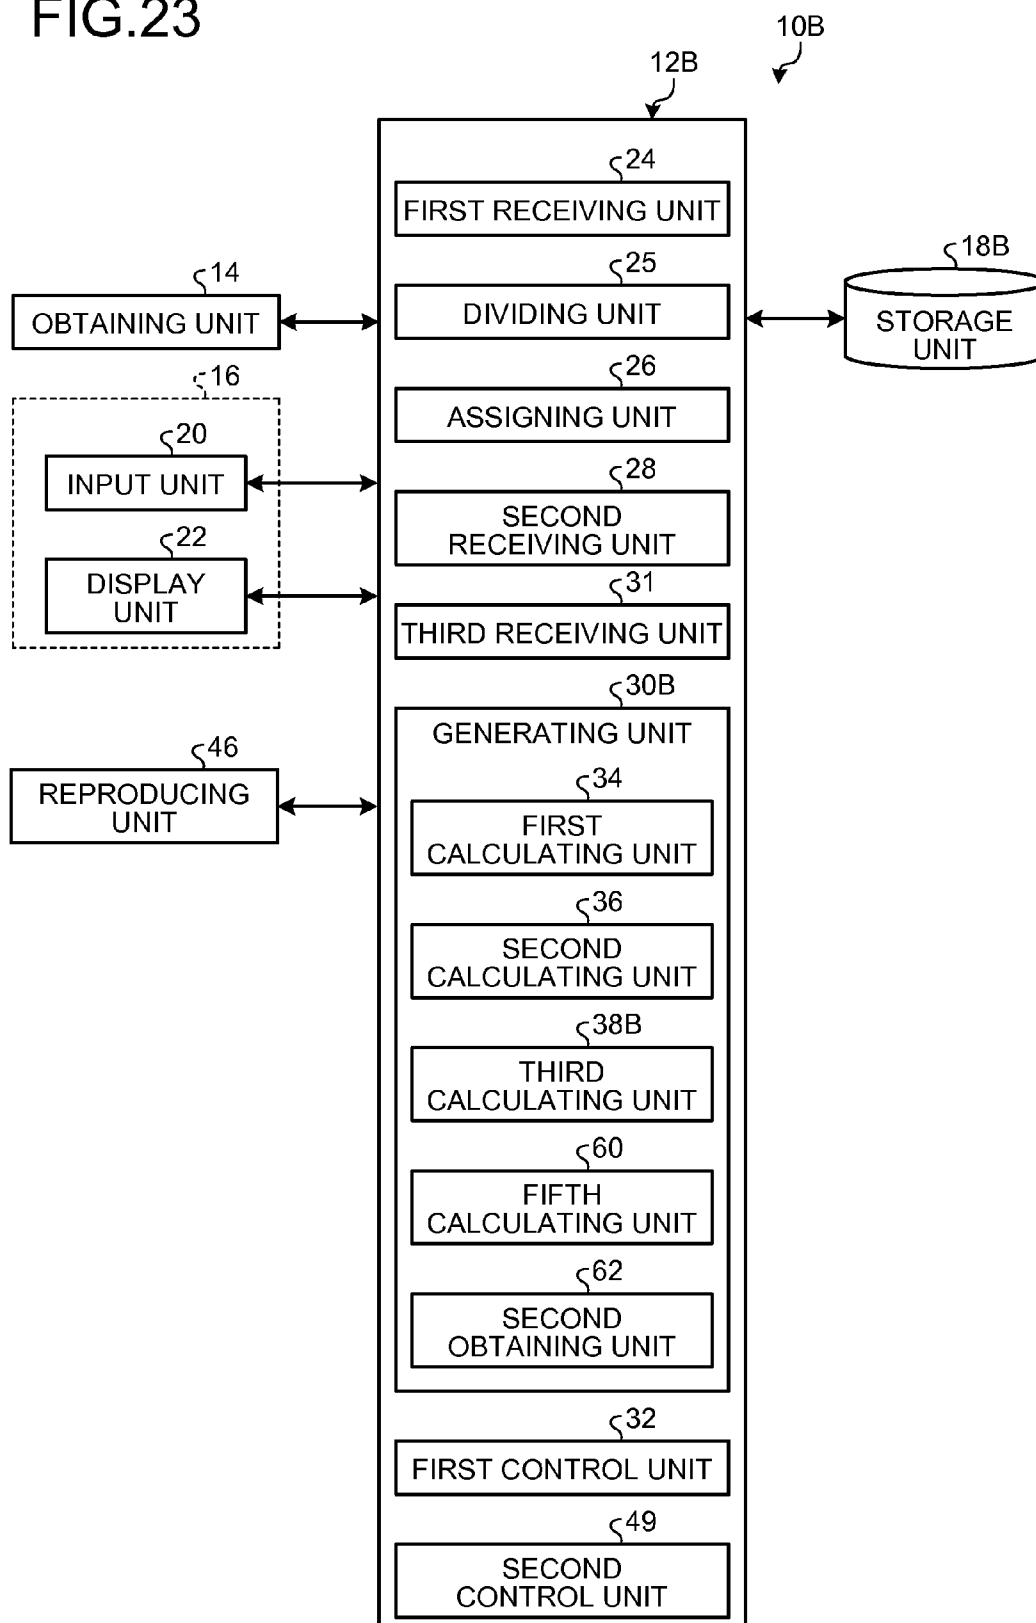 FIG.23
10B
12B
24
FIRST RECEIVING UNIT
14
OBTAINING UNIT
25
DIVIDING UNIT
18B
STORAGE
UNIT
16
26
ASSIGNING UNIT
20
INPUT UNIT
28
SECOND
RECEIVING UNIT
22
DISPLAY
UNIT
31
THIRD RECEIVING UNIT
30B
GENERATING UNIT
46
REPRODUCING
UNIT
34
FIRST
CALCULATING UNIT
36
SECOND
CALCULATING UNIT
38B
THIRD
CALCULATING UNIT
60
FIFTH
CALCULATING UNIT
62
SECOND
OBTAINING UNIT
32
FIRST CONTROL UNIT
49
SECOND
CONTROL UNIT